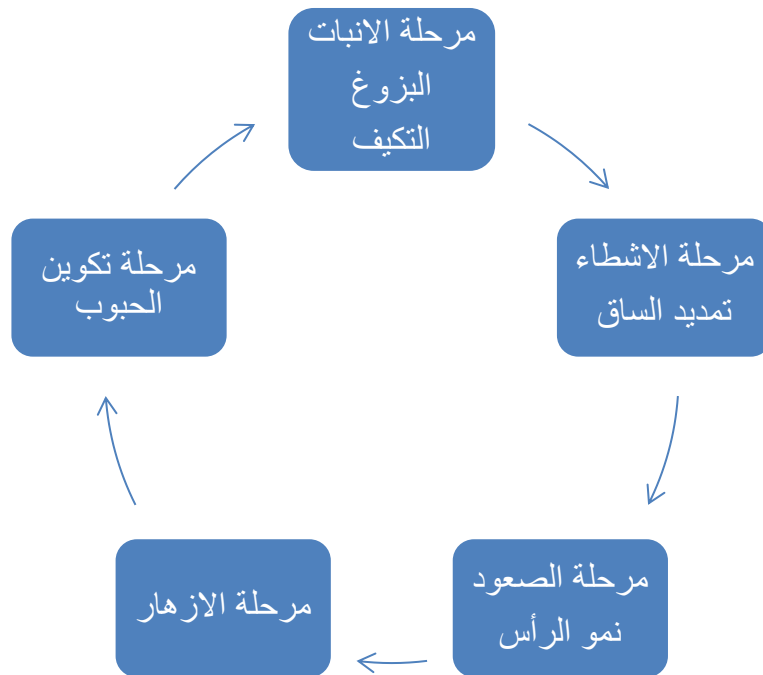 مرحلة الانبات
البزوغ
التكيف
مرحلة الاشطاء
تمديد الساق
مرحلة الصعود
نمو الرأس
مرحلة الازهار
مرحلة تكوين
الحبوب